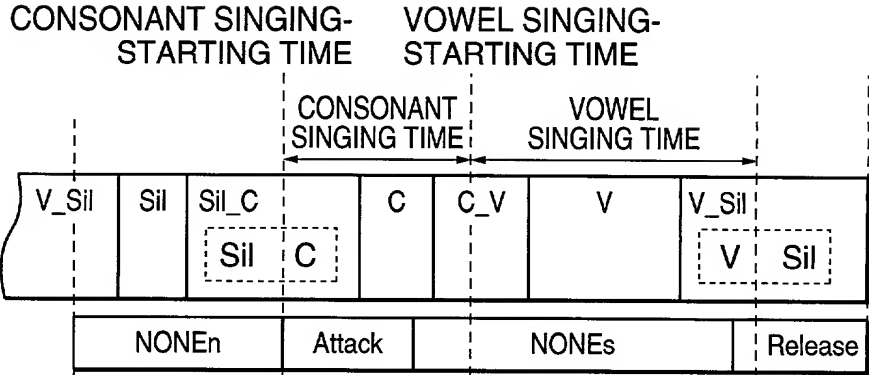 CONSONANT SINGING-
STARTING TIME
VOWEL SINGING-
STARTING TIME
CONSONANT
SINGING TIME
VOWEL
SINGING TIME
V_Sil Sil Sil_C C C_V V V_Sil
Sil C V Sil
NONEn Attack NONEs Release